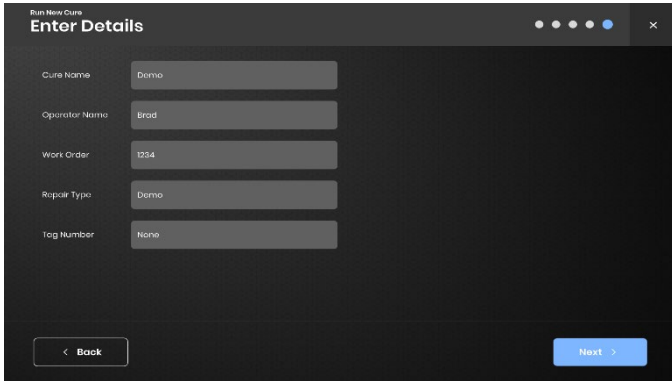 Run New Cure
Enter Details
Cure Name Demo
Operator Name Brad
Work Order 1234
Repair Type Demo
Tag Number None
Back Next